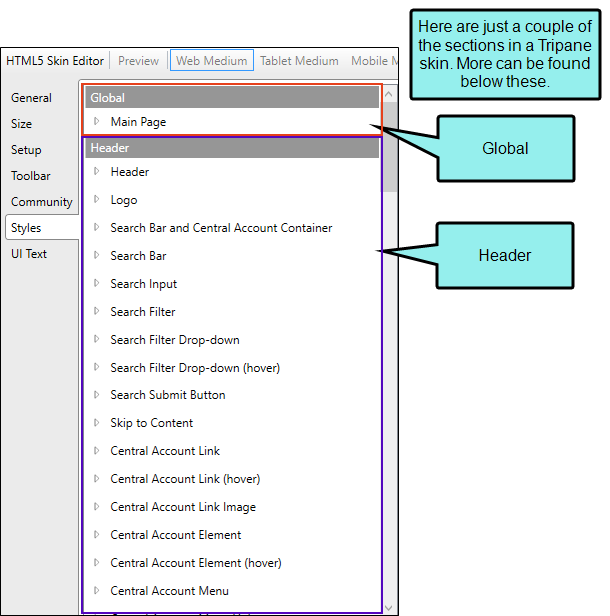 Here are just a couple of
the sections in a Tripane
skin. More can be found
below these.
HTML5 Skin Editor Preview Web Medium Tablet Medium Mobile M
General
Size
Setup
Toolbar
Community
Styles
UI Text
Global
Main Page
Header
Header
Logo
Search Bar and Central Account Container
Search Bar
Search Input
Search Filter
Search Filter Drop-down
Search Filter Drop-down (hover)
Search Submit Button
Skip to Content
Central Account Link
Central Account Link (hover)
Central Account Link Image
Central Account Element
Central Account Element (hover)
Central Account Menu
Global
Header